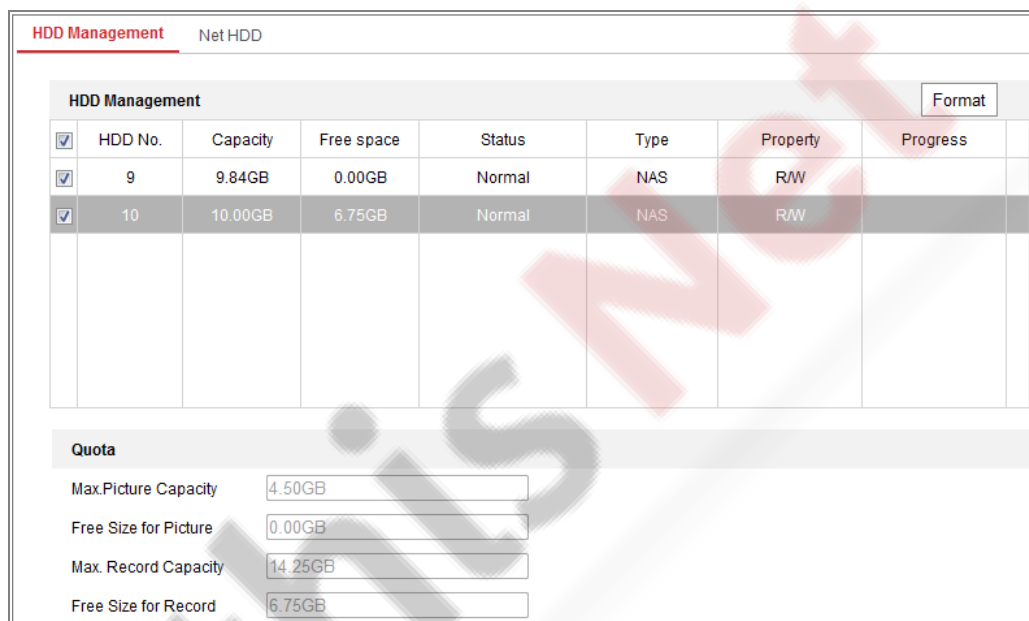 HDD Management Net HDD
HDD Management Format
HDD No. Capacity Free space Status Type Property Progress
9 9.84GB 0.00GB Normal NAS R/W
10 10.00GB 6.75GB Normal NAS R/W
Quota
Max.Picture Capacity 4.50GB
Free Size for Picture 0.00GB
Max. Record Capacity 14.25GB
Free Size for Record 6.75GB
hisNet